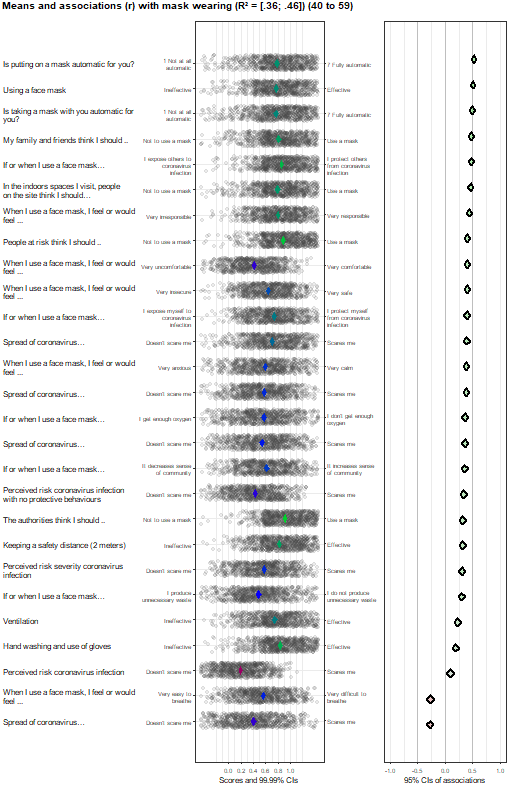 Means and associations (r) with mask wearing (R² = [.36; .46]) (40 to 59)
Is putting on a mask automatic for you?
1 Not at all
automatic
7 Fully automatic
Using a face mask
Ineffective
Effective
Is taking a mask with you automatic for
you?
1 Not at all
automatic
7 Fully automatic
My family and friends think I should ..
Not to use a mask
Use a mask
If or when I use a face mask…
I expose others to
coronavirus
infection
I protect others
from coronavirus
infection
In the indoors spaces I visit, people
on the site think I should…
Not to use a mask
Use a mask
When I use a face mask, I feel or would
feel ...
Very irresponsible
Very responsible
People at risk think I should ..
Not to use a mask
Use a mask
When I use a face mask, I feel or would
feel ...
Very uncomfortable
Very comfortable
When I use a face mask, I feel or would
feel ...
Very insecure
Very safe
If or when I use a face mask…
I expose myself to
coronavirus
infection
I protect myself
from coronavirus
infection
Spread of coronavirus…
Doesn't scare me
Scares me
When I use a face mask, I feel or would
feel ...
Very anxious
Very calm
Spread of coronavirus…
Doesn't scare me
Scares me
If or when I use a face mask…
I get enough oxygen
I don't get enough
oxygen
Spread of coronavirus…
Doesn't scare me
Scares me
If or when I use a face mask…
It decreases sense
of community
It increases sense
of community
Perceived risk coronavirus infection
with no protective behaviours
Doesn't scare me
Scares me
The authorities think I should ..
Not to use a mask
Use a mask
Keeping a safety distance (2 meters)
Ineffective
Effective
Perceived risk severity coronavirus
infection
Doesn't scare me
Scares me
If or when I use a face mask…
I produce
unnecessary waste
I do not produce
unnecessary waste
Ventilation
Ineffective
Effective
Hand washing and use of gloves
Ineffective
Effective
Perceived risk coronavirus infection
Doesn't scare me
Scares me
When I use a face mask, I feel or would
feel ...
Very easy to
breathe
Very difficult to
breathe
Spread of coronavirus…
Doesn't scare me
Scares me
0.0 0.2 0.4 0.6 0.8 1.0
Scores and 99.99% CIs
-1.0 -0.5 0.0 0.5 1.0
95% CIs of associations